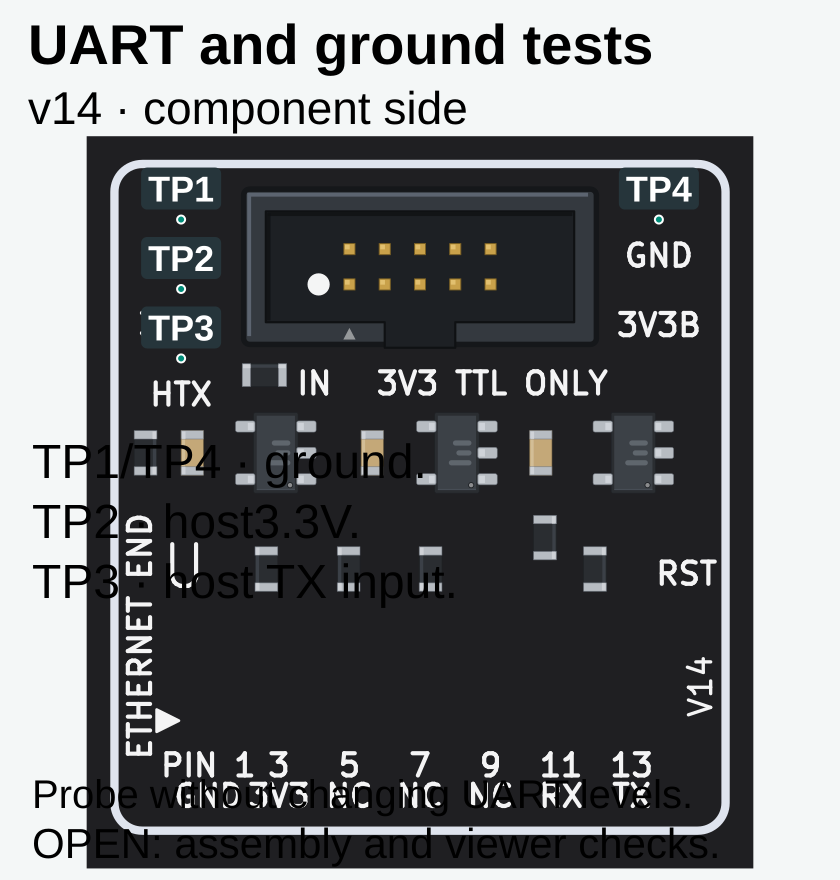 UART and ground tests
v14 · component side
TP1
TP4
TP2
GND
TP3
3V3B
HTX
IN 3V3 TTL ONLY
TP1/TP4 · ground.
TP2 · host3.3V.
TP3 · host TX input.
ETHERNET END
U
RST
V14
PIN 1 3 5 7 9 11 13
GND 3V3 NC NC NC RX TX
Probe without changing UART levels.
OPEN: assembly and viewer checks.